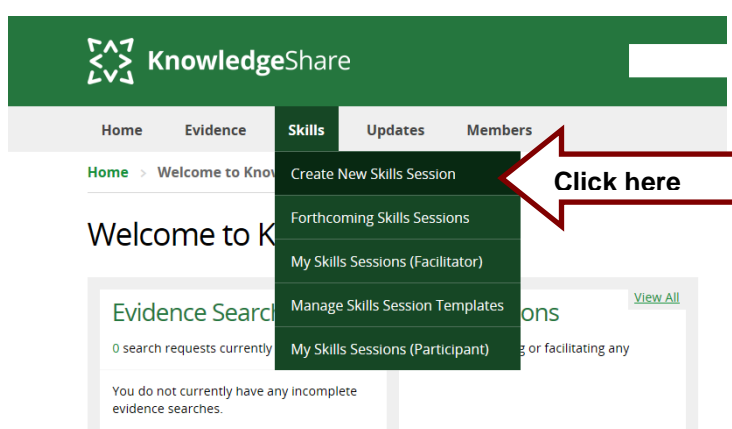 KnowledgeShare
Home Evidence Skills Updates Members
Home > Welcome to Know
Create New Skills Session
Click here
Forthcoming Skills Sessions
Welcome to K
My Skills Sessions (Facilitator)
View All
Evidence Searc
Manage Skills Session Templates
ons
0 search requests currently
My Skills Sessions (Participant)
g or facilitating any
You do not currently have any incomplete
evidence searches.